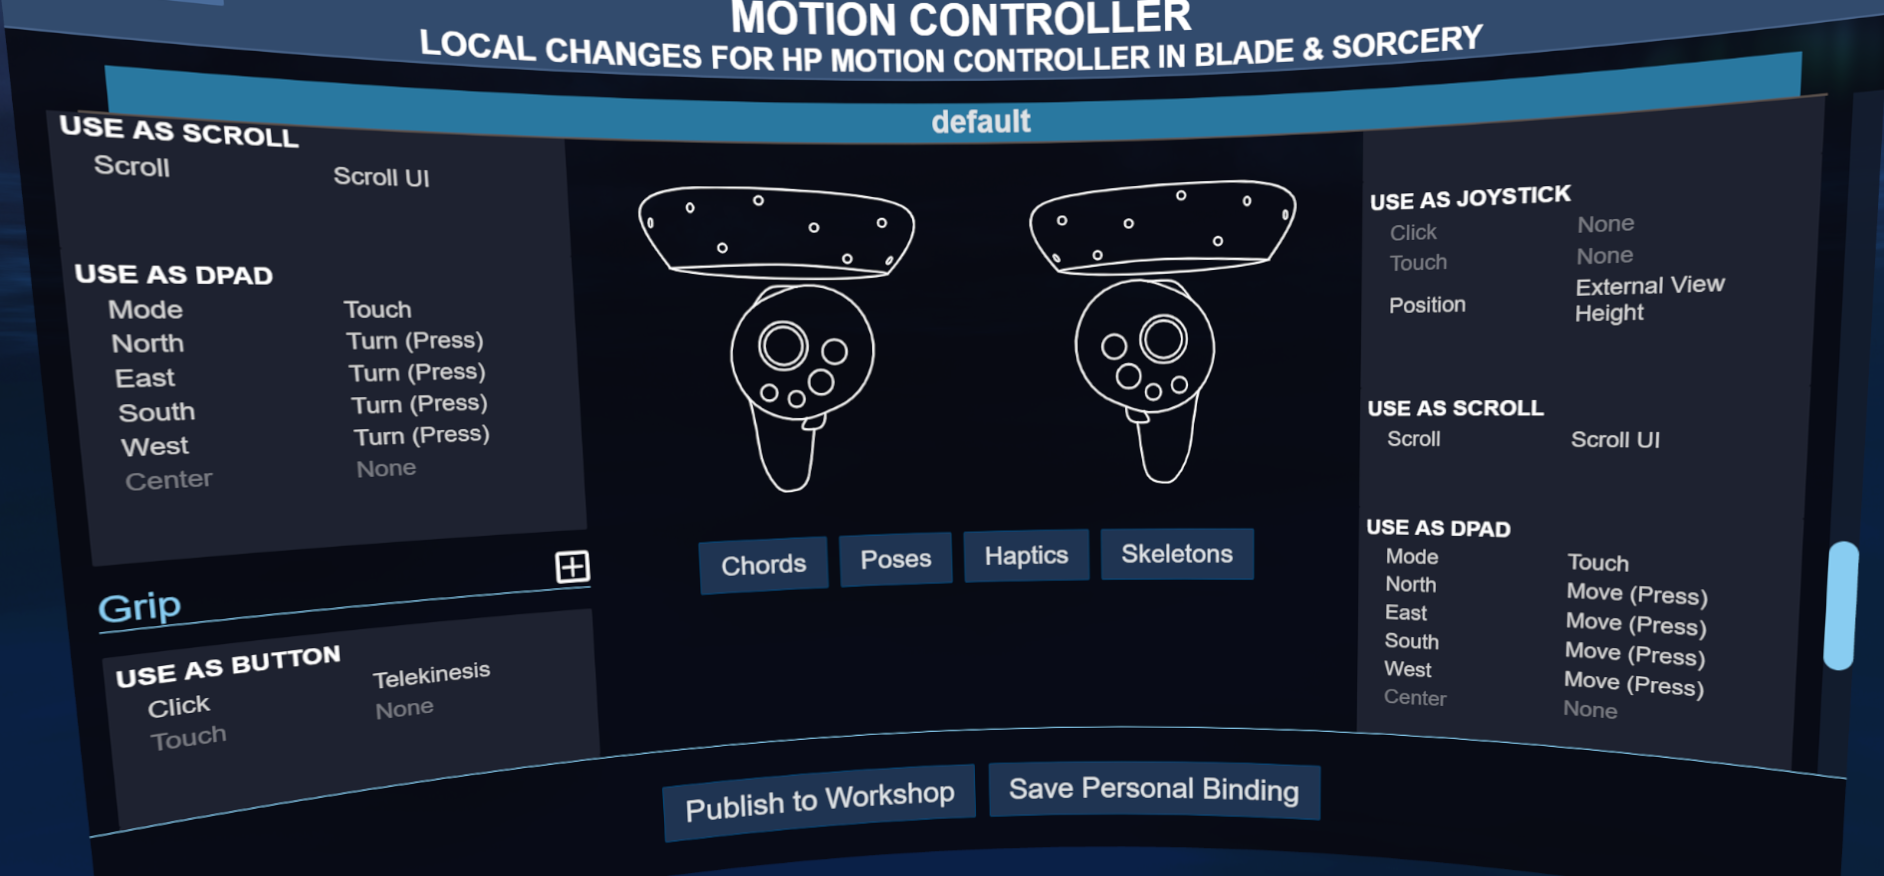 MOTION CONTROLLER
LOCAL CHANGES FOR HP MOTION CONTROLLER IN BLADE & SORCERY
default
USE AS SCROLL
Scroll Scroll UI
USE AS DPAD
Mode Touch
North Turn (Press)
East Turn (Press)
South Turn (Press)
West Turn (Press)
Center None
Grip
USE AS BUTTON
Click Telekinesis
Touch None
Chords Poses Haptics Skeletons
USE AS JOYSTICK
Click None
Touch None
Position External View
Height
USE AS SCROLL
Scroll Scroll UI
USE AS DPAD
Mode Touch
North Move (Press)
East Move (Press)
South Move (Press)
West Move (Press)
Center None
Publish to Workshop Save Personal Binding